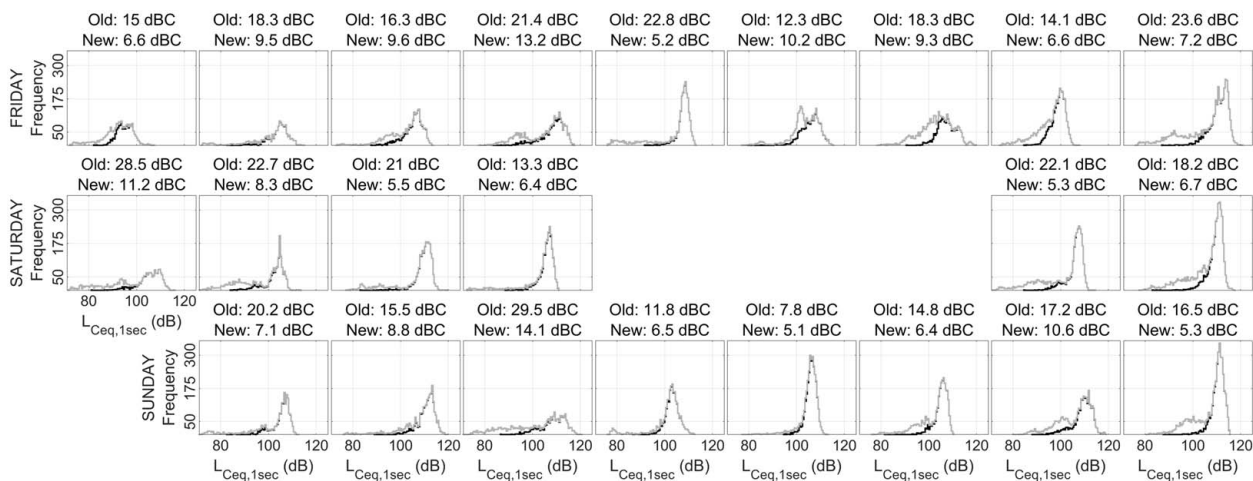 Old: 15 dBC Old: 18.3 dBC Old: 16.3 dBC Old: 21.4 dBC Old: 22.8 dBC Old: 12.3 dBC Old: 18.3 dBC Old: 14.1 dBC Old: 23.6 dBC
New: 6.6 dBC New: 9.5 dBC New: 9.6 dBC New: 13.2 dBC New: 5.2 dBC New: 10.2 dBC New: 9.3 dBC New: 6.6 dBC New: 7.2 dBC
FRIDAY
Frequency
300
175
50
Old: 28.5 dBC Old: 22.7 dBC Old: 21 dBC Old: 13.3 dBC Old: 22.1 dBC Old: 18.2 dBC
New: 11.2 dBC New: 8.3 dBC New: 5.5 dBC New: 6.4 dBC New: 5.3 dBC New: 6.7 dBC
SATURDAY
Frequency
300
175
50
80 100 120
LCeq,1sec (dB)
Old: 20.2 dBC Old: 15.5 dBC Old: 29.5 dBC Old: 11.8 dBC Old: 7.8 dBC Old: 14.8 dBC Old: 17.2 dBC Old: 16.5 dBC
New: 7.1 dBC New: 8.8 dBC New: 14.1 dBC New: 6.5 dBC New: 5.1 dBC New: 6.4 dBC New: 10.6 dBC New: 5.3 dBC
SUNDAY
Frequency
300
175
50
80 100 120 80 100 120 80 100 120 80 100 120 80 100 120 80 100 120 80 100 120 80 100 120
LCeq,1sec (dB) LCeq,1sec (dB) LCeq,1sec (dB) LCeq,1sec (dB) LCeq,1sec (dB) LCeq,1sec (dB) LCeq,1sec (dB) LCeq,1sec (dB)